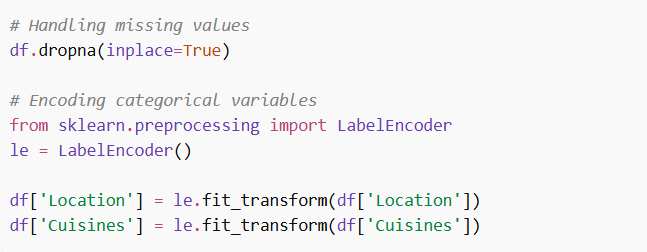 # Handling missing values
df.dropna(inplace=True)
# Encoding categorical variables
from sklearn.preprocessing import LabelEncoder
le = LabelEncoder()
df['Location'] = le.fit_transform(df['Location'])
df['Cuisines'] = le.fit_transform(df['Cuisines'])